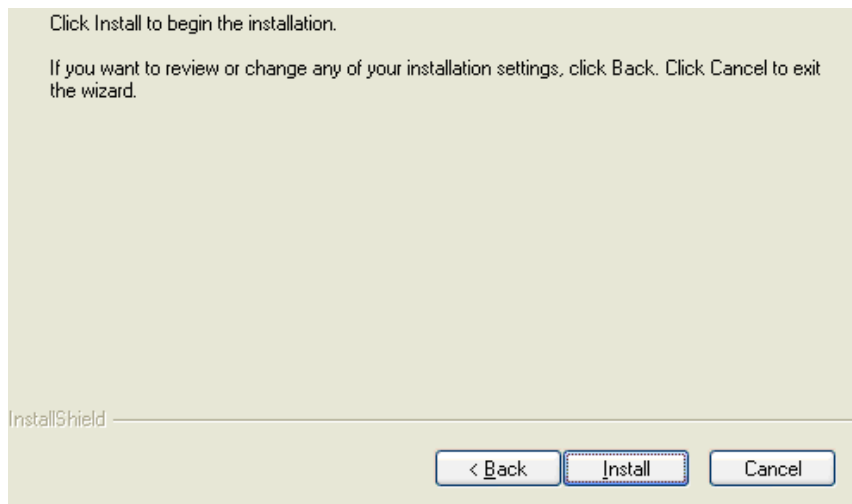 Click Install to begin the installation.
If you want to review or change any of your installation settings, click Back. Click Cancel to exit
the wizard.
InstallShield
< Back
Install
Cancel